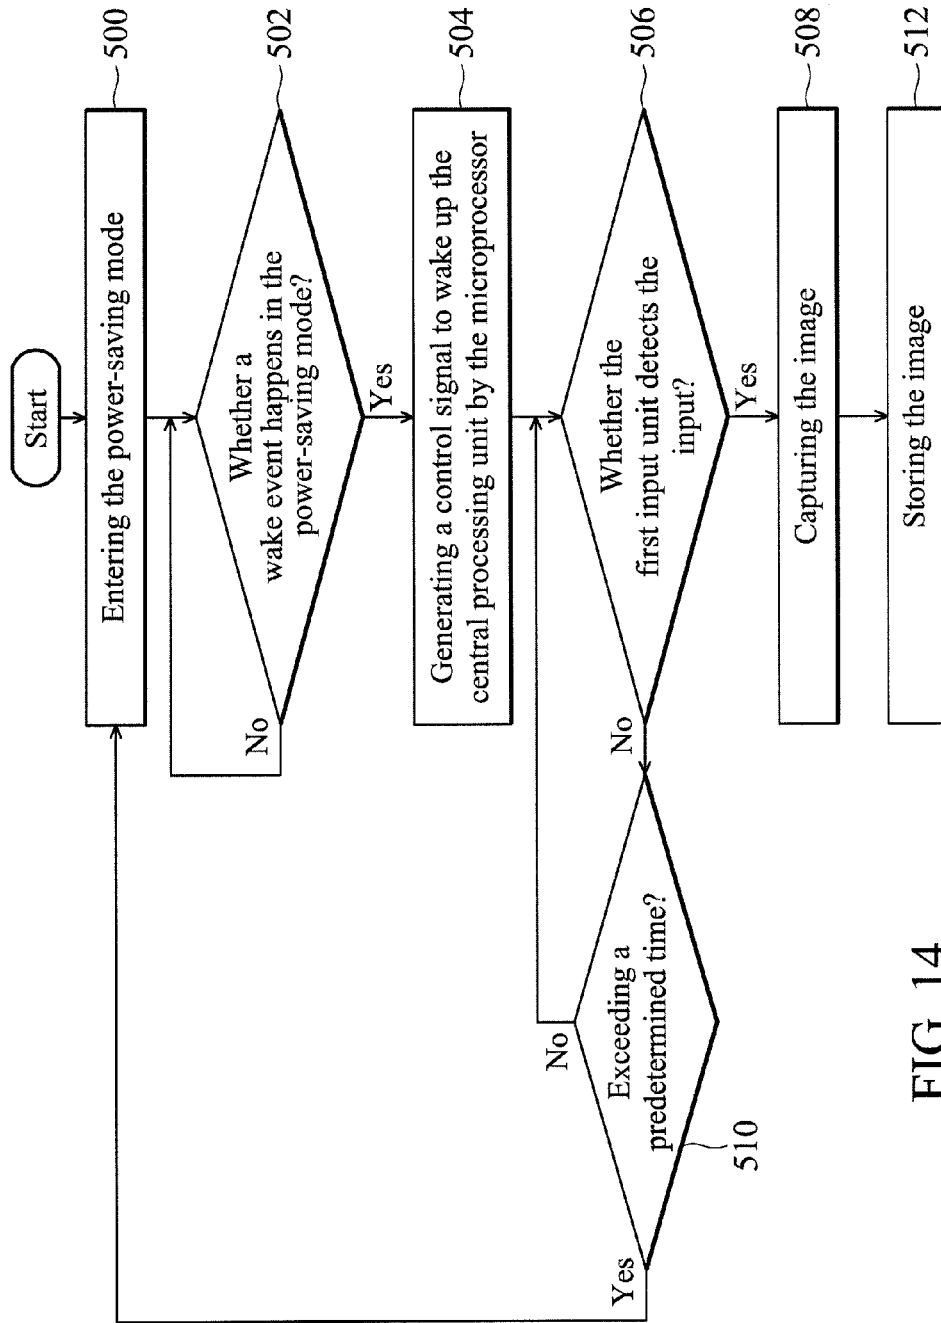 Start
Entering the power-saving mode
500
Whether a
wake event happens in the
power-saving mode?
502
No
Yes
Generating a control signal to wake up the
central processing unit by the microprocessor
504
Whether the
first input unit detects the
input?
506
No
Yes
Exceeding a
predetermined time?
510
No
Yes
Capturing the image
508
Storing the image
512
FIG. 14